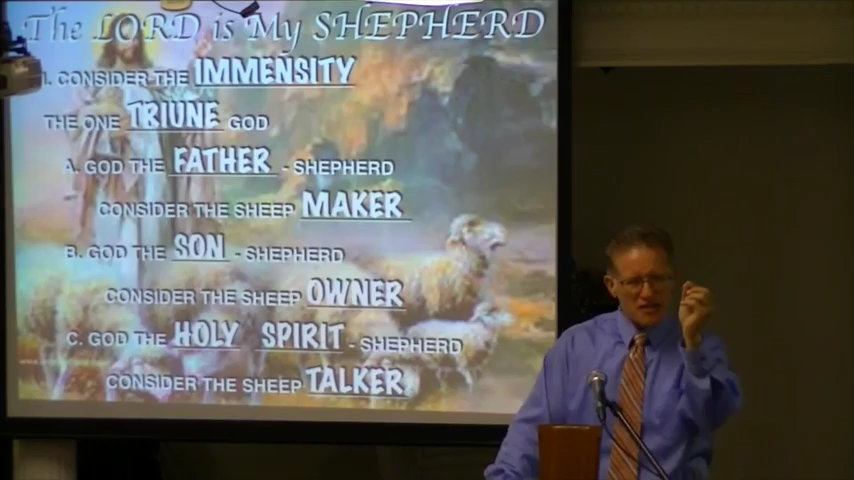 The LORD is My SHEPHERD
I. CONSIDER THE IMMENSITY
THE ONE TRIUNE GOD
A. GOD THE FATHER - SHEPHERD
CONSIDER THE SHEEP MAKER
B. GOD THE SON - SHEPHERD
CONSIDER THE SHEEP OWNER
C. GOD THE HOLY SPIRIT - SHEPHERD
CONSIDER THE SHEEP TALKER